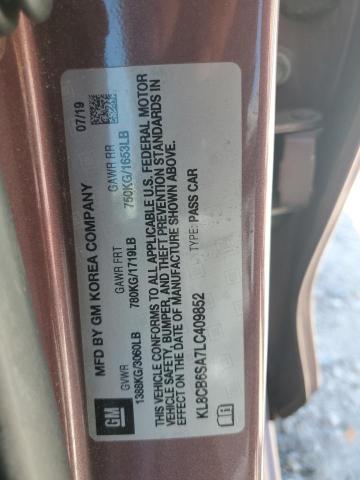 MFD BY GM KOREA COMPANY 07/19
GVWR GAWR FRT GAWR RR
1388KG/3060LB 780KG/1719LB 750KG/1653LB
THIS VEHICLE CONFORMS TO ALL APPLICABLE U.S. FEDERAL MOTOR
VEHICLE SAFETY, BUMPER, AND THEFT PREVENTION STANDARDS IN
EFFECT ON THE DATE OF MANUFACTURE SHOWN ABOVE.
KL8CB6SA7LC409852 TYPE: PASS CAR
GM